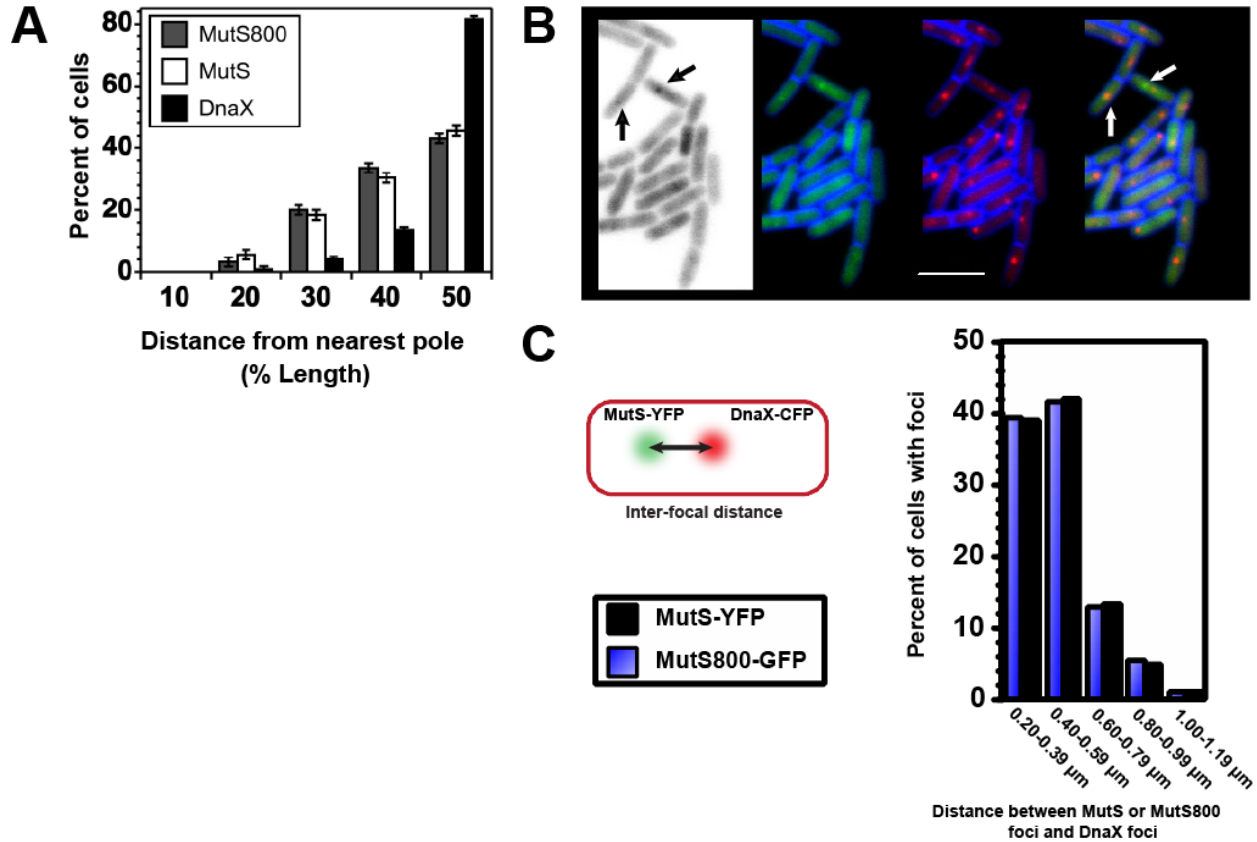 A
Percent of cells
80
60
40
20
0
MutS800
MutS
DnaX
10 20 30 40 50
Distance from nearest pole
(% Length)
B
C
MutS-YFP DnaX-CFP
Inter-focal distance
MutS-YFP
MutS800-GFP
Percent of cells with foci
50
40
30
20
10
0
0.20-0.39 µm
0.40-0.59 µm
0.60-0.79 µm
0.80-0.99 µm
1.00-1.19 µm
Distance between MutS or MutS800
foci and DnaX foci